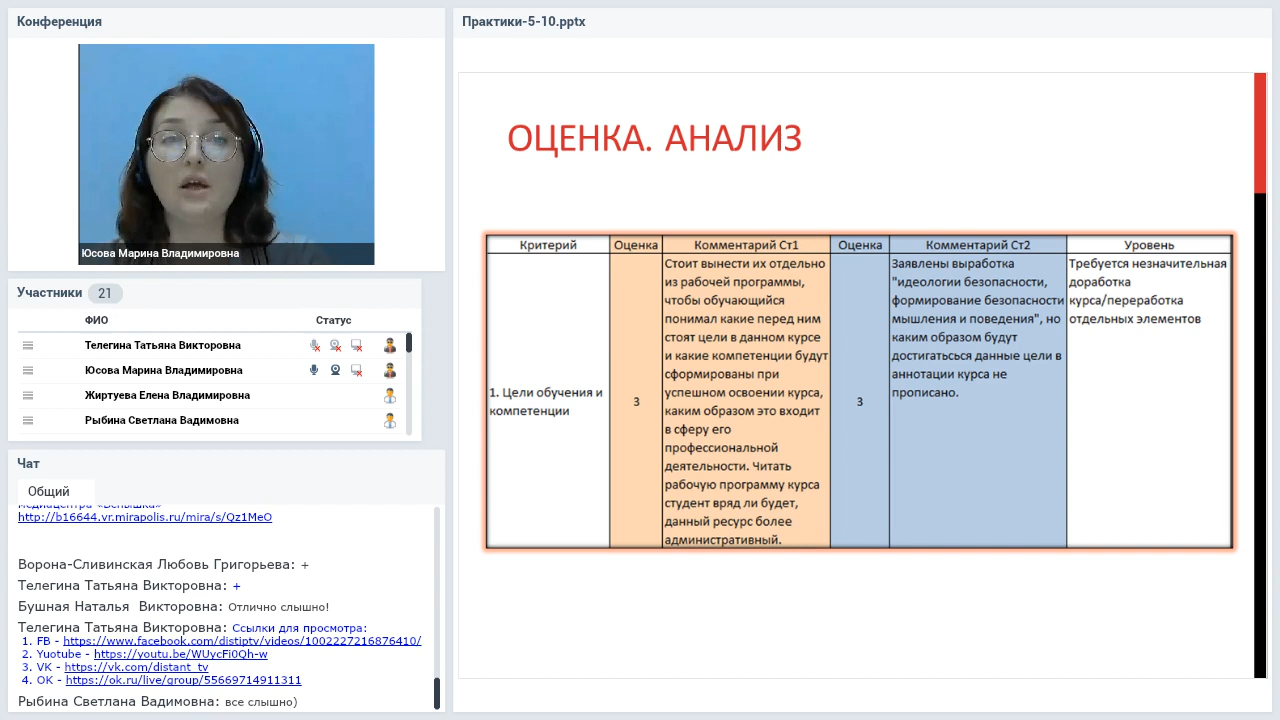 Конференция
Юсова Марина Владимировна
Участники 21
ФИО Статус
Телегина Татьяна Викторовна
Юсова Марина Владимировна
Жиртуева Елена Владимировна
Рыбина Светлана Вадимовна
Чат
Общий
медиацентра «Вспышка»
http://b16644.vr.mirapolis.ru/mira/s/Qz1MeO
Ворона-Сливинская Любовь Григорьева: +
Телегина Татьяна Викторовна: +
Бушная Наталья Викторовна: Отлично слышно!
Телегина Татьяна Викторовна: Ссылки для просмотра:
1. FB - https://www.facebook.com/distiptv/videos/1002227216876410/
2. Yuotube - https://youtu.be/WUycFi0Qh-w
3. VK - https://vk.com/distant_tv
4. OK - https://ok.ru/live/group/55669714911311
Рыбина Светлана Вадимовна: все слышно)
Практики-5-10.pptx
ОЦЕНКА. АНАЛИЗ
Критерий Оценка Комментарий Ст1 Оценка Комментарий Ст2 Уровень
1. Цели обучения и
компетенции
3
Стоит вынести их отдельно
из рабочей программы,
чтобы обучающийся
понимал какие перед ним
стоят цели в данном курсе
и какие компетенции будут
сформированы при
успешном освоении курса,
каким образом это входит
в сферу его
профессиональной
деятельности. Читать
рабочую программу курса
студент вряд ли будет,
данный ресурс более
административный.
3
Заявлены выработка
"идеологии безопасности,
формирование безопасности
мышления и поведения", но
каким образом будут
достигаться данные цели в
аннотации курса не
прописано.
Требуется незначительная
доработка
курса/переработка
отдельных элементов